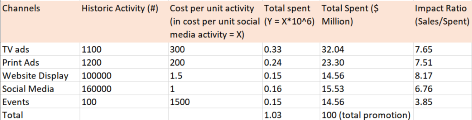 Channels Historic Activity (#) Cost per unit activity (in cost per unit social media activity = X) Total spent (Y = X*10^6) Total Spent ($ Million) Impact Ratio (Sales/Spent)
TV ads 1100 300 0.33 32.04 7.65
Print Ads 1200 200 0.24 23.30 7.51
Website Display 100000 1.5 0.15 14.56 8.17
Social Media 160000 1 0.16 15.53 6.76
Events 100 1500 0.15 14.56 3.85
Total 1.03 100 (total promotion)